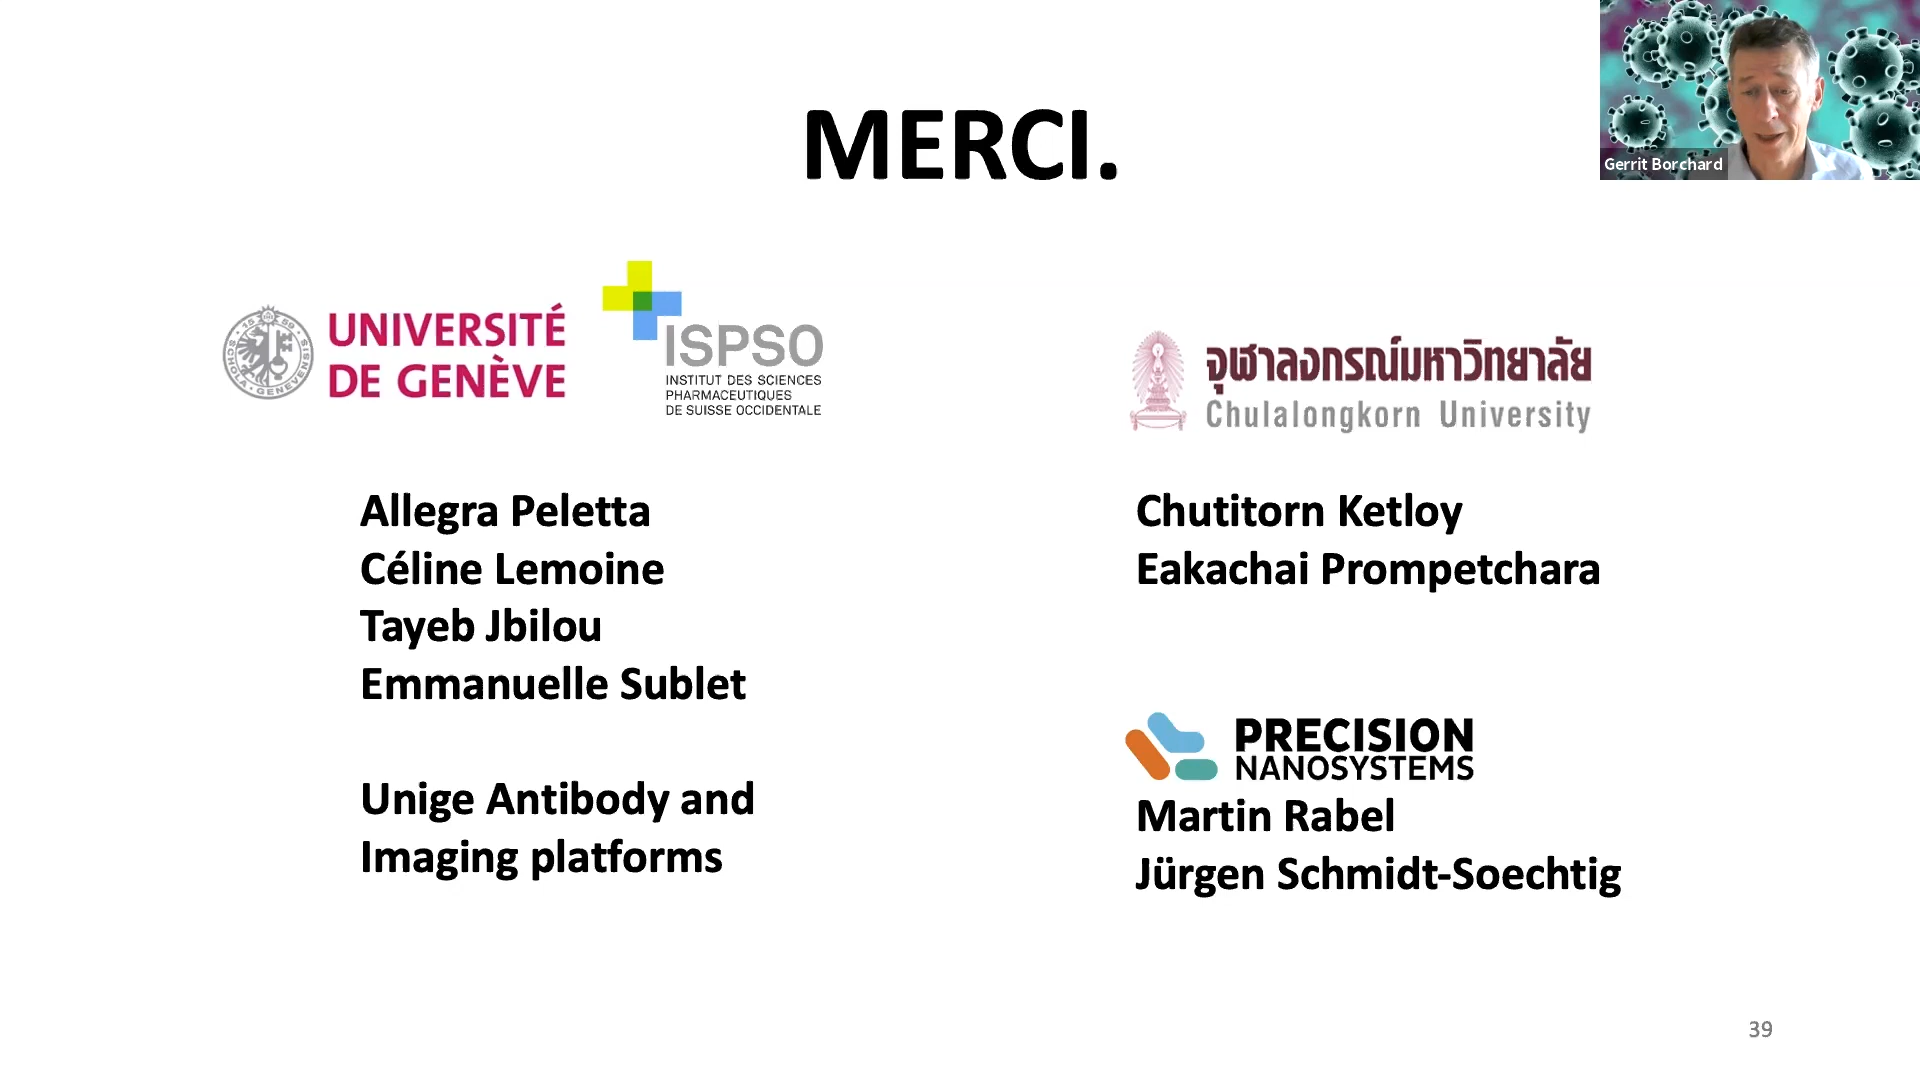 MERCI.
Gerrit Borchard
UNIVERSITÉ
DE GENÈVE
SCHOLA GENEVENSIS
1559
ISPSO
INSTITUT DES SCIENCES
PHARMACEUTIQUES
DE SUISSE OCCIDENTALE
จุฬาลงกรณ์มหาวิทยาลัย
Chulalongkorn University
Allegra Peletta
Céline Lemoine
Tayeb Jbilou
Emmanuelle Sublet
Unige Antibody and
Imaging platforms
Chutitorn Ketloy
Eakachai Prompetchara
PRECISION
NANOSYSTEMS
Martin Rabel
Jürgen Schmidt-Soechtig
39